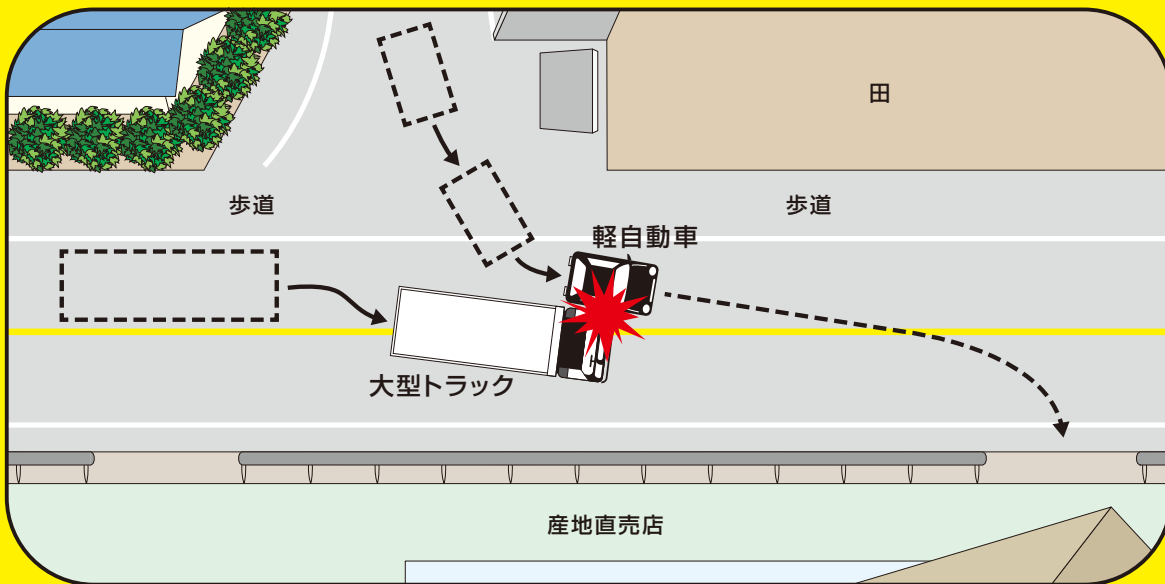 田
歩道
歩道
軽自動車
大型トラック
産地直売店